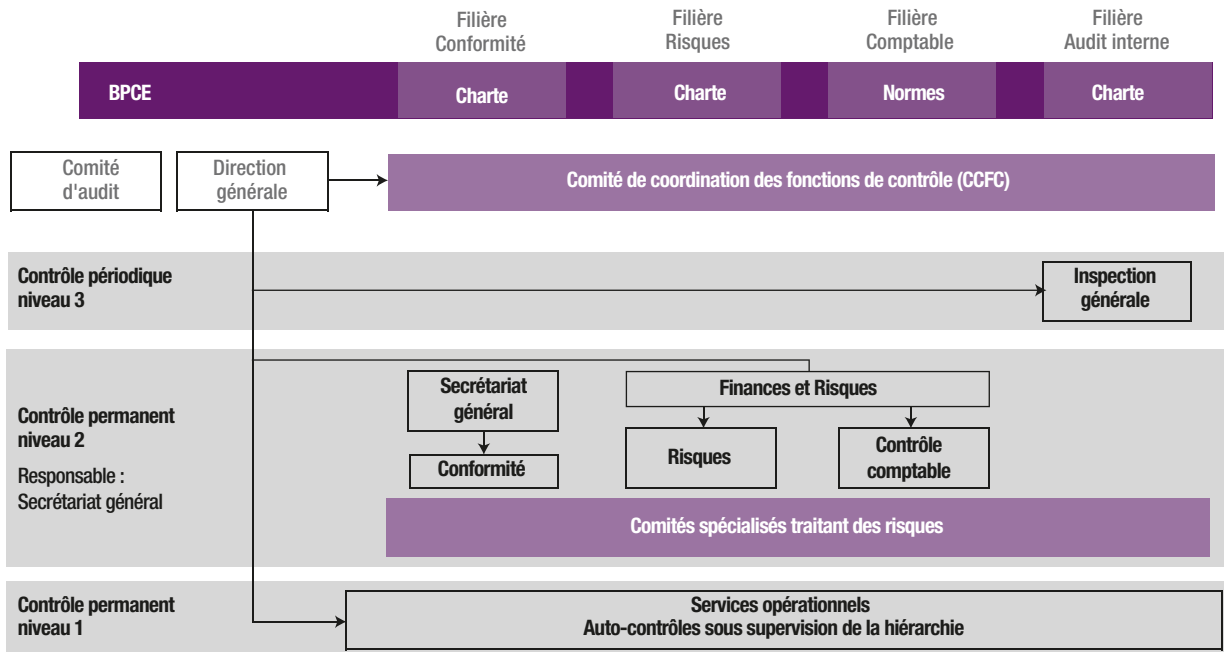 Filière
Conformité
Filière
Risques
Filière
Comptable
Filière
Audit interne
BPCE
Charte
Charte
Normes
Charte
Comité
d'audit
Direction
générale
Comité de coordination des fonctions de contrôle (CCFC)
Contrôle périodique
niveau 3
Inspection
générale
Contrôle permanent
niveau 2
Responsable :
Secrétariat général
Secrétariat
général
Conformité
Finances et Risques
Risques
Contrôle
comptable
Comités spécialisés traitant des risques
Contrôle permanent
niveau 1
Services opérationnels
Auto-contrôles sous supervision de la hiérarchie